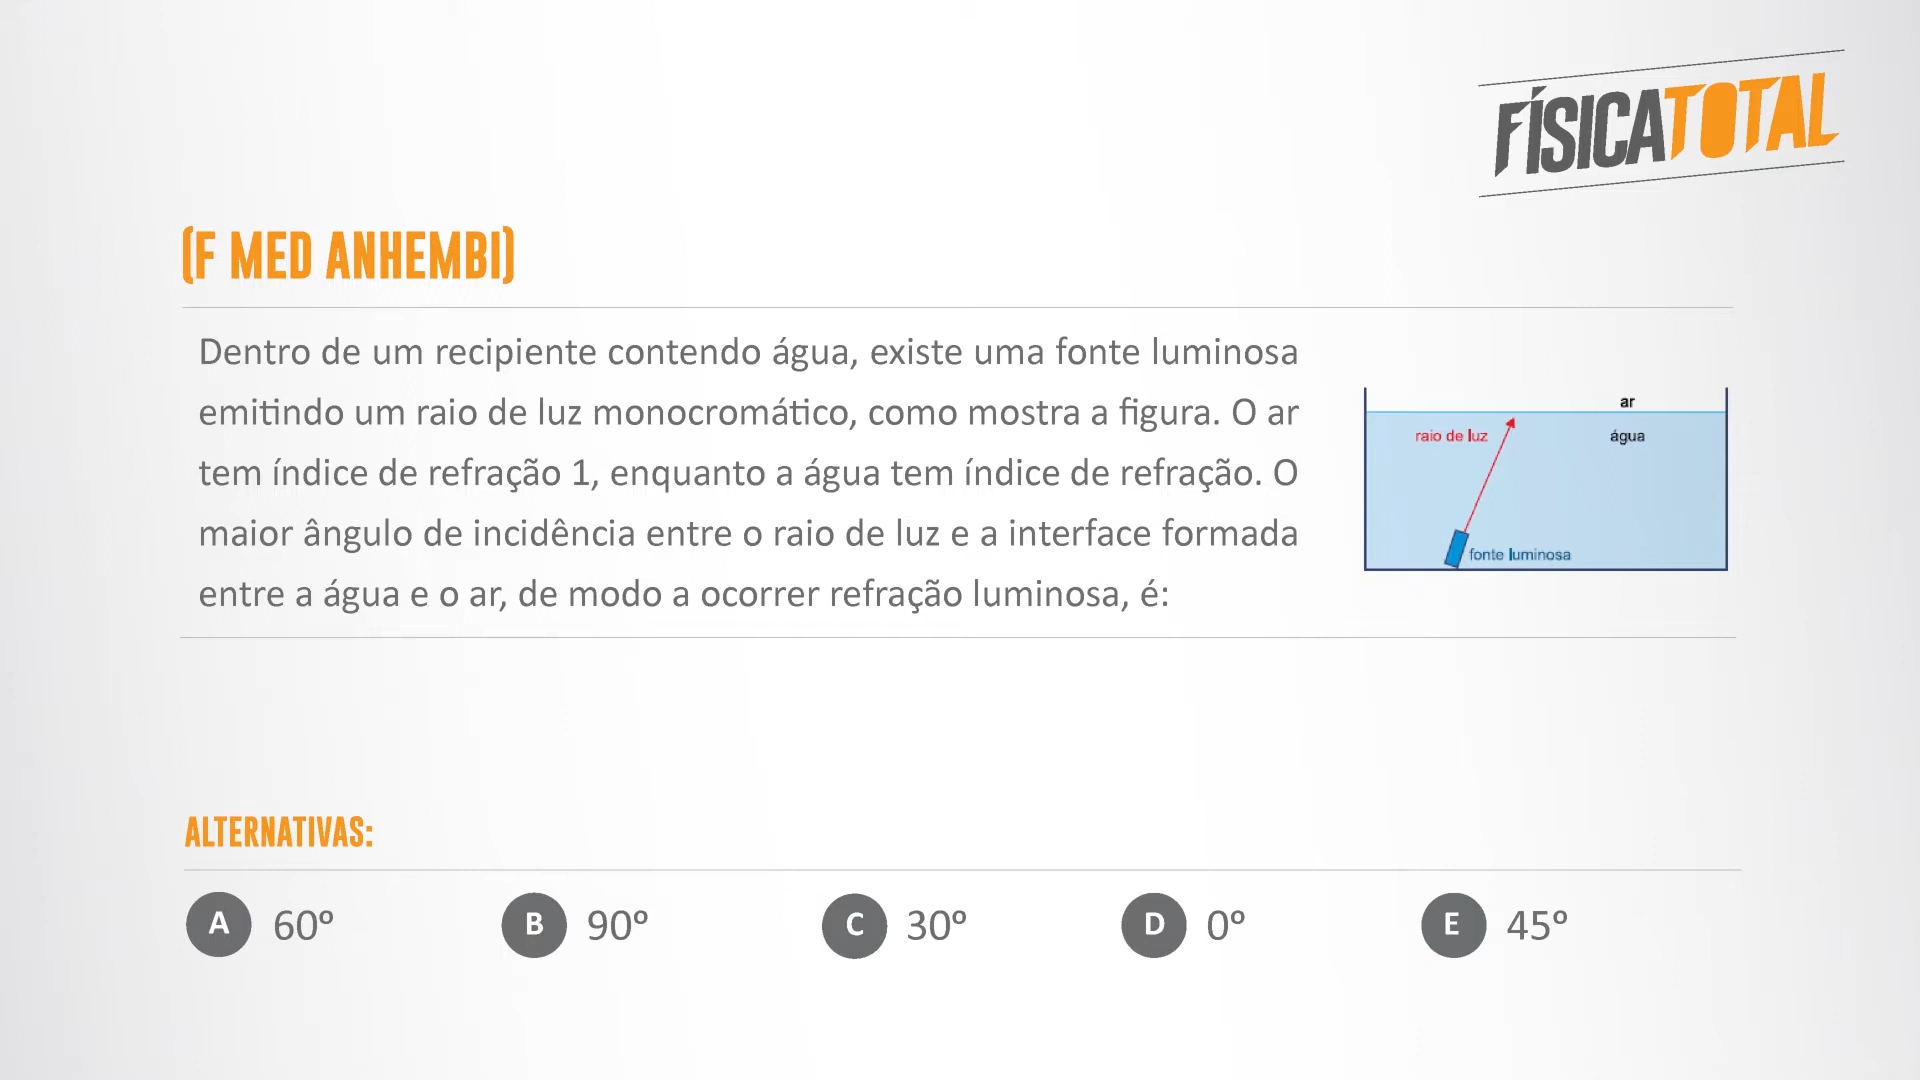 FÍSICATOTAL
(F MED ANHEMBI)
Dentro de um recipiente contendo água, existe uma fonte luminosa
emitindo um raio de luz monocromático, como mostra a figura. O ar
tem índice de refração 1, enquanto a água tem índice de refração. O
maior ângulo de incidência entre o raio de luz e a interface formada
entre a água e o ar, de modo a ocorrer refração luminosa, é:
ar
raio de luz
água
fonte luminosa
ALTERNATIVAS:
A 60º B 90º C 30º D 0º E 45º